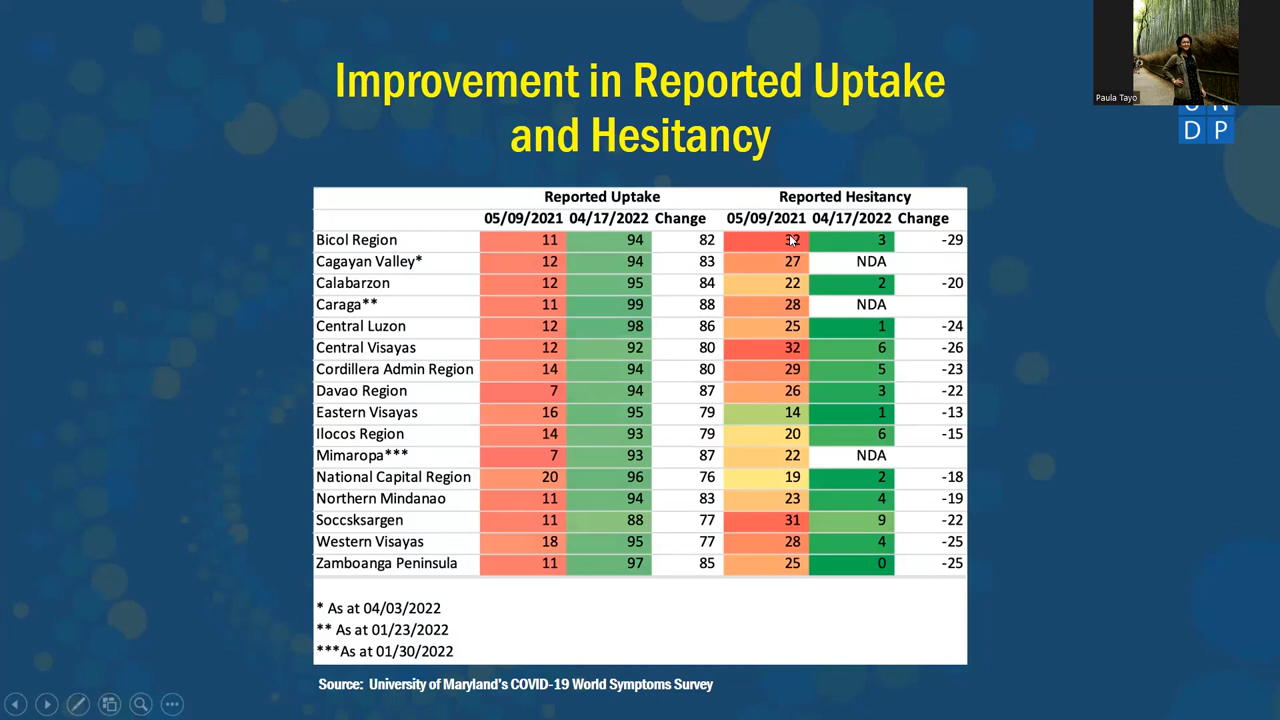 Improvement in Reported Uptake
and Hesitancy
Paula Tayo
U N
D P
Reported Uptake Reported Hesitancy
05/09/2021 04/17/2022 Change 05/09/2021 04/17/2022 Change
Bicol Region 11 94 82 32 3 -29
Cagayan Valley* 12 94 83 27 NDA
Calabarzon 12 95 84 22 2 -20
Caraga** 11 99 88 28 NDA
Central Luzon 12 98 86 25 1 -24
Central Visayas 12 92 80 32 6 -26
Cordillera Admin Region 14 94 80 29 5 -23
Davao Region 7 94 87 26 3 -22
Eastern Visayas 16 95 79 14 1 -13
Ilocos Region 14 93 79 20 6 -15
Mimaropa*** 7 93 87 22 NDA
National Capital Region 20 96 76 19 2 -18
Northern Mindanao 11 94 83 23 4 -19
Soccsksargen 11 88 77 31 9 -22
Western Visayas 18 95 77 28 4 -25
Zamboanga Peninsula 11 97 85 25 0 -25
* As at 04/03/2022
** As at 01/23/2022
***As at 01/30/2022
Source: University of Maryland's COVID-19 World Symptoms Survey